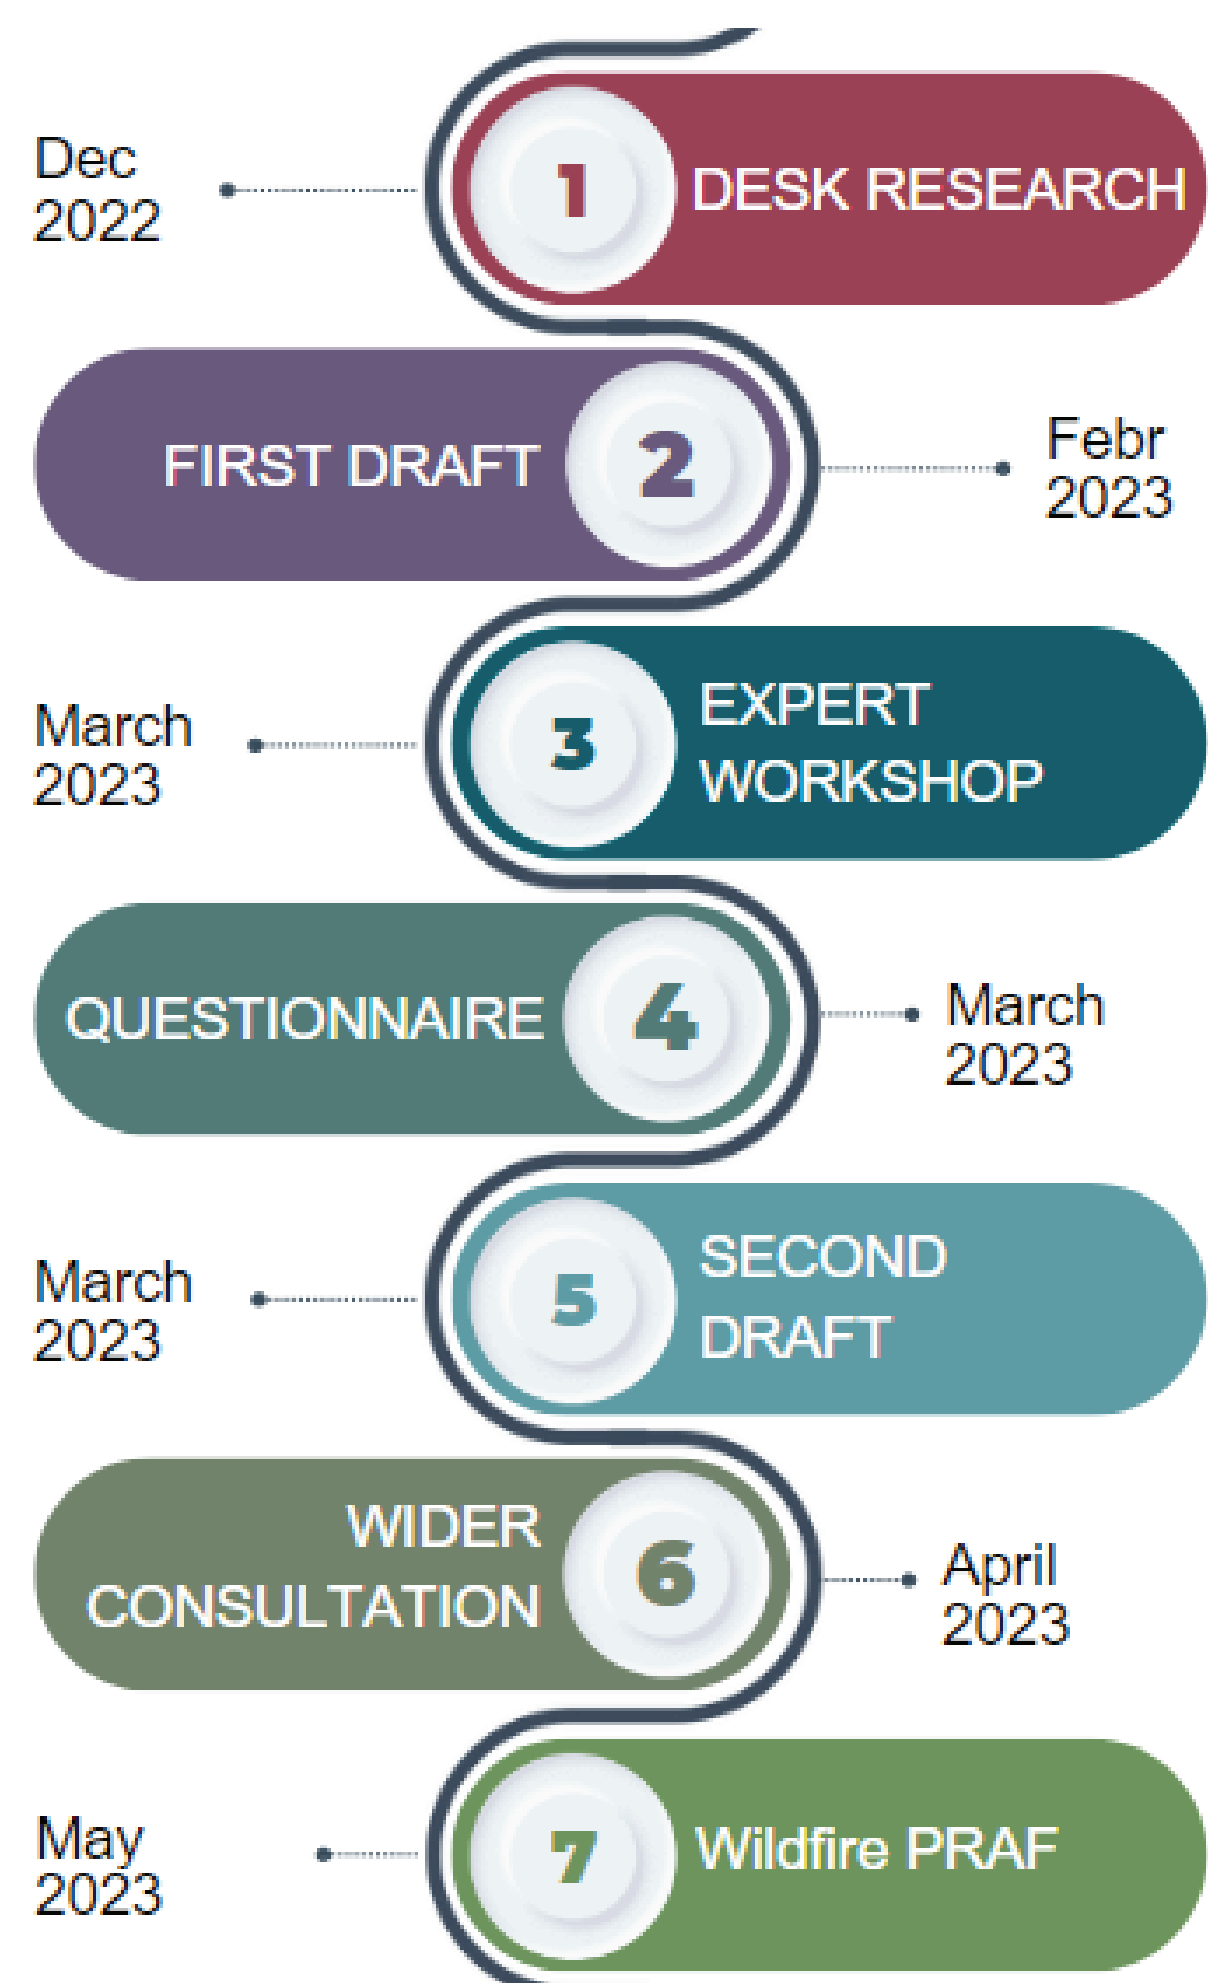 Dec
2022
1
DESK RESEARCH
FIRST DRAFT
2
Febr
2023
March
2023
3
EXPERT
WORKSHOP
QUESTIONNAIRE
4
March
2023
March
2023
5
SECOND
DRAFT
WIDER
CONSULTATION
6
April
2023
May
2023
7
Wildfire PRAF